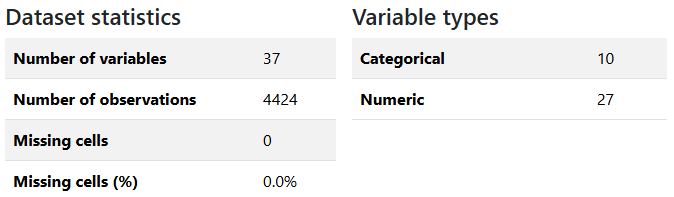 Dataset statistics
Number of variables 37
Number of observations 4424
Missing cells 0
Missing cells (%) 0.0%
Variable types
Categorical 10
Numeric 27